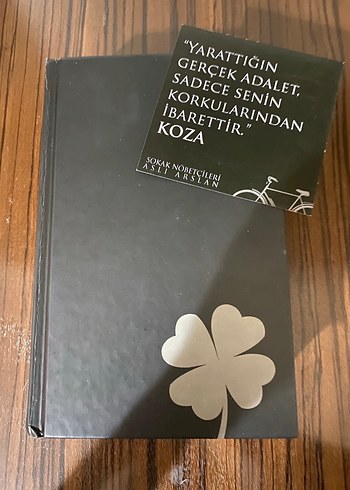 “YARATTIĞIN
GERÇEK ADALET,
SADECE SENİN
KORKULARINDAN
İBARETTİR.”
KOZA
SOKAK NÖBETÇİLERİ
ASLI ARSLAN